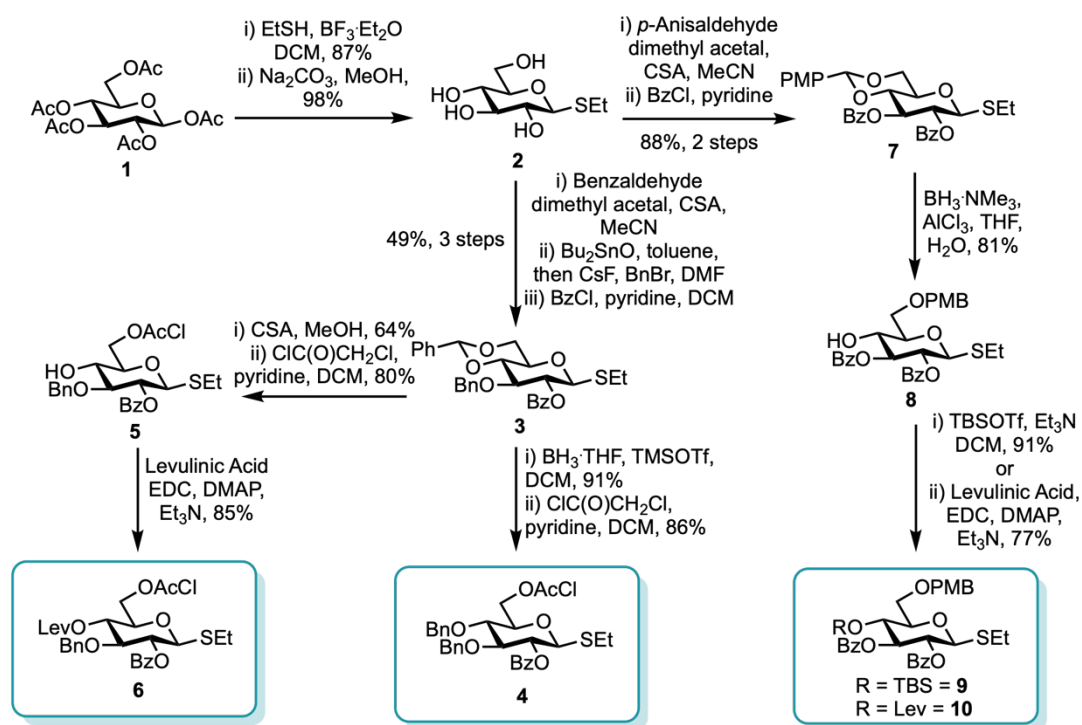 i) EtSH, BF3·Et2O
DCM, 87%
ii) Na2CO3, MeOH,
98%
OAc
AcO
AcO
O
OAc
AcO
1
OH
HO
HO
O
SEt
OH
2
i) p-Anisaldehyde
dimethyl acetal,
CSA, MeCN
ii) BzCl, pyridine
88%, 2 steps
PMP
O
O
O
BzO
SEt
BzO
7
49%, 3 steps
i) Benzaldehyde
dimethyl acetal, CSA,
MeCN
ii) Bu2SnO, toluene,
then CsF, BnBr, DMF
iii) BzCl, pyridine, DCM
BH3·NMe3,
AlCl3, THF,
H2O, 81%
OAcCl
HO
BnO
O
SEt
BzO
5
i) CSA, MeOH, 64%
ii) ClC(O)CH2Cl,
pyridine, DCM, 80%
Ph
O
O
O
BnO
SEt
BzO
3
OPMB
HO
BzO
O
SEt
BzO
8
Levulinic Acid
EDC, DMAP,
Et3N, 85%
i) BH3·THF, TMSOTf,
DCM, 91%
ii) ClC(O)CH2Cl,
pyridine, DCM, 86%
i) TBSOTf, Et3N
DCM, 91%
or
ii) Levulinic Acid,
EDC, DMAP,
Et3N, 77%
OAcCl
LevO
BnO
O
SEt
BzO
6
OAcCl
BnO
BnO
O
SEt
BzO
4
OPMB
RO
BzO
O
SEt
BzO
R = TBS = 9
R = Lev = 10